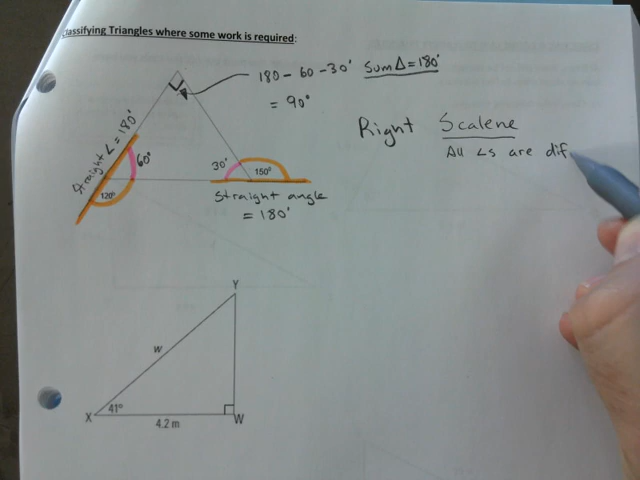 Classifying Triangles where some work is required:
180 - 60 - 30° Sum Δ = 180°
= 90°
Right Scalene
All ∠s are dif
Straight ∠ = 180°
60°
120°
30°
150°
Straight angle
= 180°
Y
w
X
41°
4.2 m
W